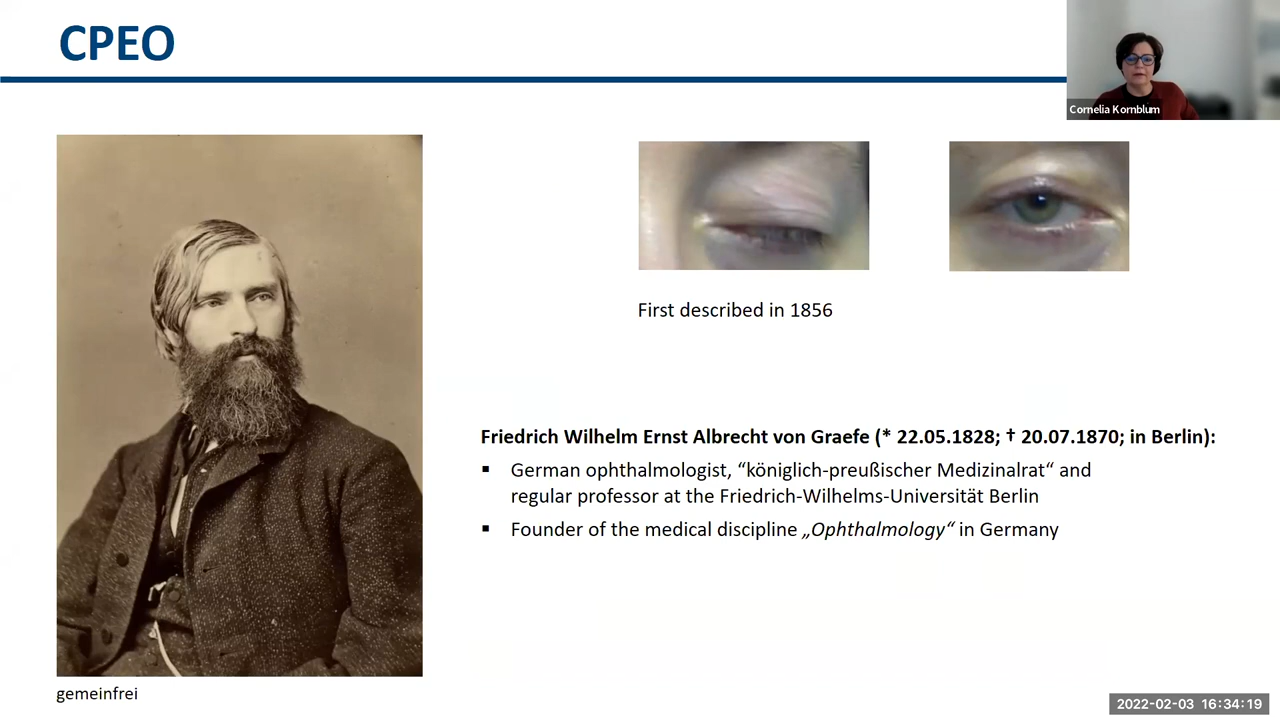 CPEO
Cornelia Kornblum
First described in 1856
Friedrich Wilhelm Ernst Albrecht von Graefe (* 22.05.1828; † 20.07.1870; in Berlin):
▪ German ophthalmologist, “königlich-preußischer Medizinalrat“ and
regular professor at the Friedrich-Wilhelms-Universität Berlin
▪ Founder of the medical discipline „Ophthalmology“ in Germany
gemeinfrei
2022-02-03 16:34:19